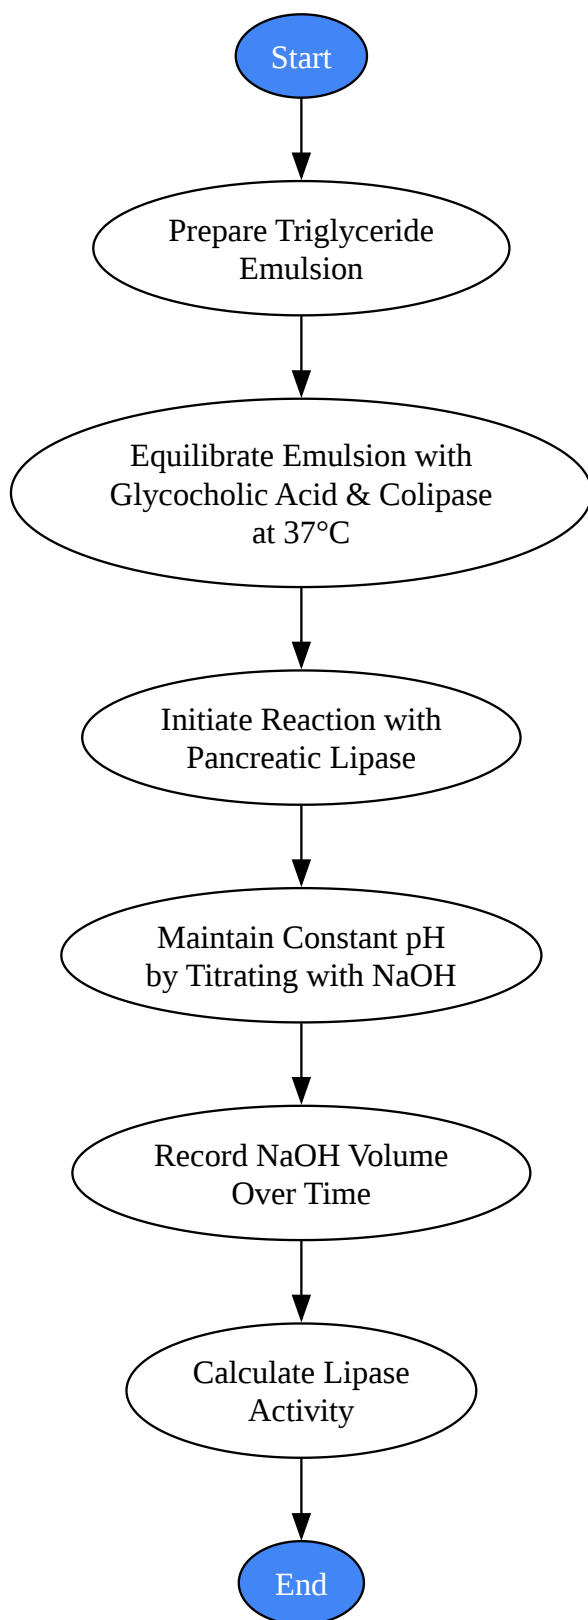 Start
Prepare Triglyceride
Emulsion
Equilibrate Emulsion with
Glycocholic Acid & Colipase
at 37°C
Initiate Reaction with
Pancreatic Lipase
Maintain Constant pH
by Titrating with NaOH
Record NaOH Volume
Over Time
Calculate Lipase
Activity
End